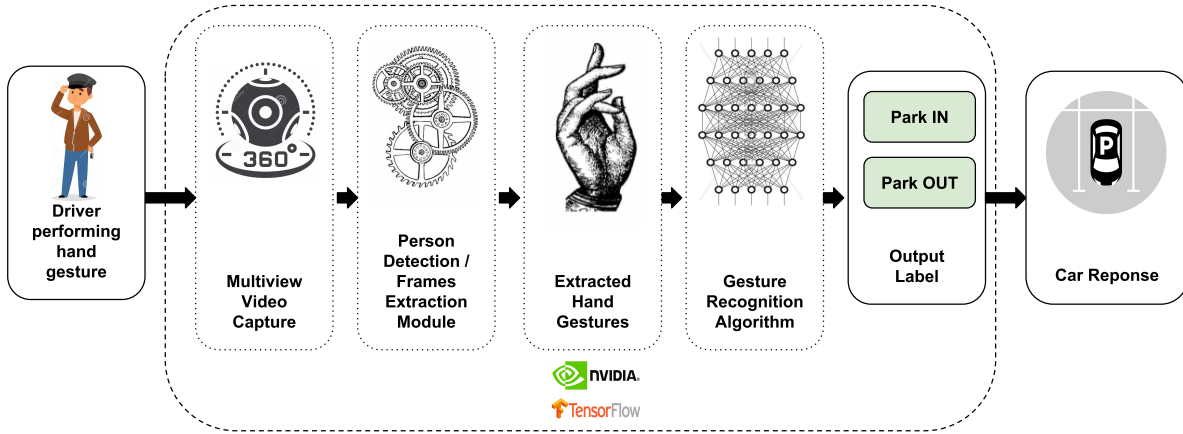 Driver
performing
hand
gesture
360°
Multiview
Video
Capture
Person
Detection /
Frames
Extraction
Module
Extracted
Hand
Gestures
Gesture
Recognition
Algorithm
Park IN
Park OUT
Output
Label
P
Car Reponse
NVIDIA®
TensorFlow